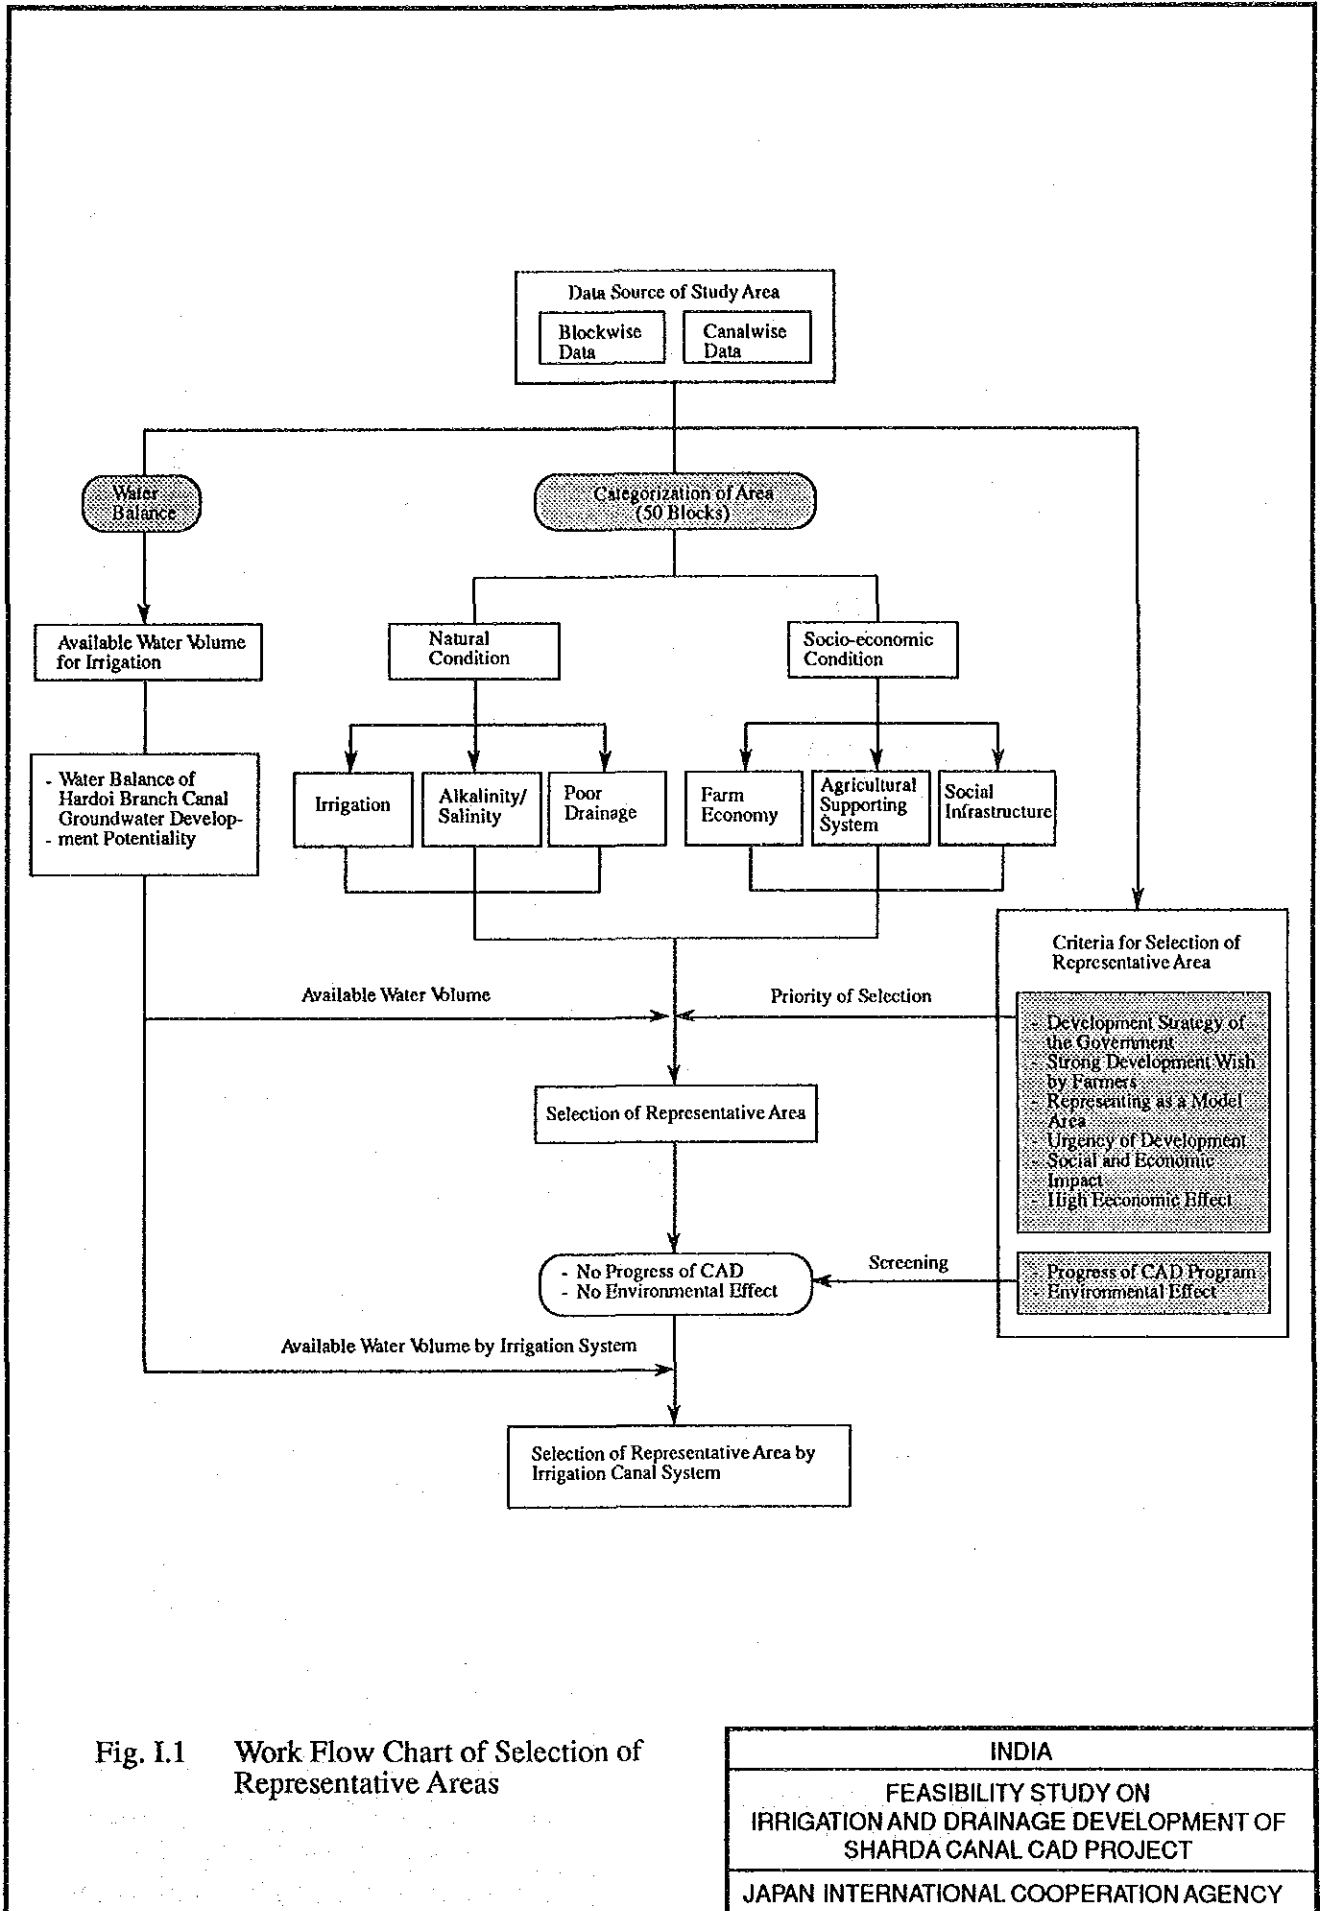 Data Source of Study Area
Blockwise
Data
Canalwise
Data
Water
Balance
Categorization of Area
(50 Blocks)
Available Water Volume
for Irrigation
Natural
Condition
Socio-economic
Condition
- Water Balance of
Hardoi Branch Canal
Groundwater Develop-
- ment Potentiality
Irrigation
Alkalinity/
Salinity
Poor
Drainage
Farm
Economy
Agricultural
Supporting
System
Social
Infrastructure
Criteria for Selection of
Representative Area
Available Water Volume
Priority of Selection
- Development Strategy of
the Government
- Strong Development Wish
by Farmers
- Representing as a Model
Area
- Urgency of Development
- Social and Economic
Impact
- High Eeconomic Effect
Selection of Representative Area
- No Progress of CAD
- No Environmental Effect
Screening
- Progress of CAD Program
- Environmental Effect
Available Water Volume by Irrigation System
Selection of Representative Area by
Irrigation Canal System
Fig. I.1 Work Flow Chart of Selection of
Representative Areas
INDIA
FEASIBILITY STUDY ON
IRRIGATION AND DRAINAGE DEVELOPMENT OF
SHARDA CANAL CAD PROJECT
JAPAN INTERNATIONAL COOPERATION AGENCY